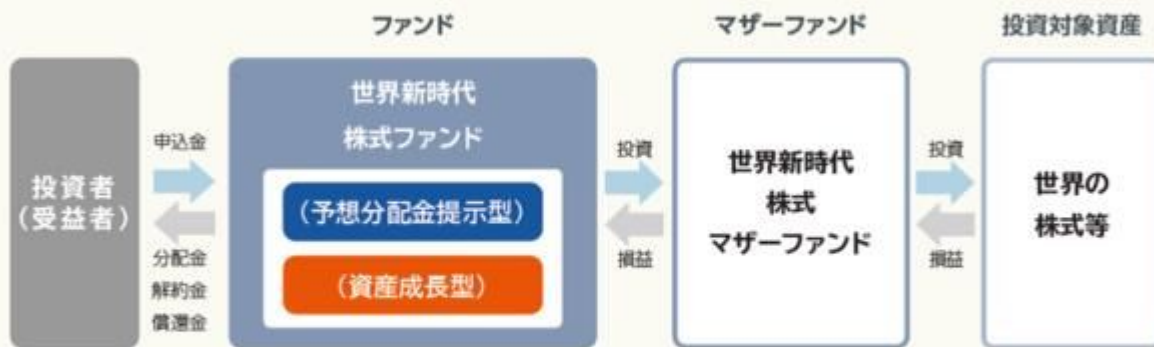 ファンド
マザーファンド
投資対象資産
投資者
(受益者)
申込金
分配金
解約金
償還金
世界新時代
株式ファンド
(予想分配金提示型)
(資産成長型)
投資
損益
世界新時代
株式
マザーファンド
投資
損益
世界の
株式等